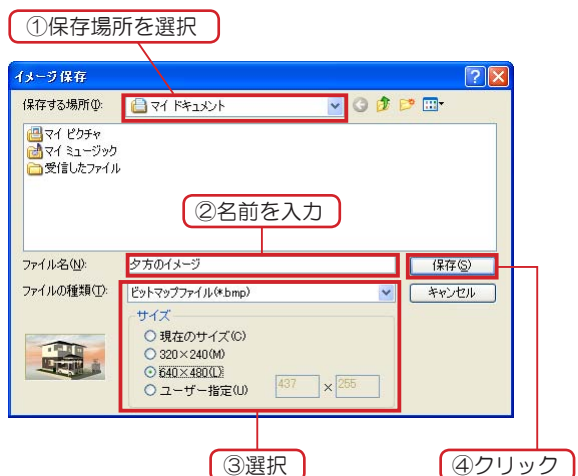 ①保存場所を選択
イメージ保存
保存する場所(I):
マイ ドキュメント
マイ ピクチャ
マイ ミュージック
受信したファイル
②名前を入力
ファイル名(N):
夕方のイメージ
保存(S)
ファイルの種類(T):
ビットマップファイル(*.bmp)
キャンセル
サイズ
現在のサイズ(C)
320×240(M)
640×480(L)
ユーザー指定(U)
437 × 255
③選択
④クリック